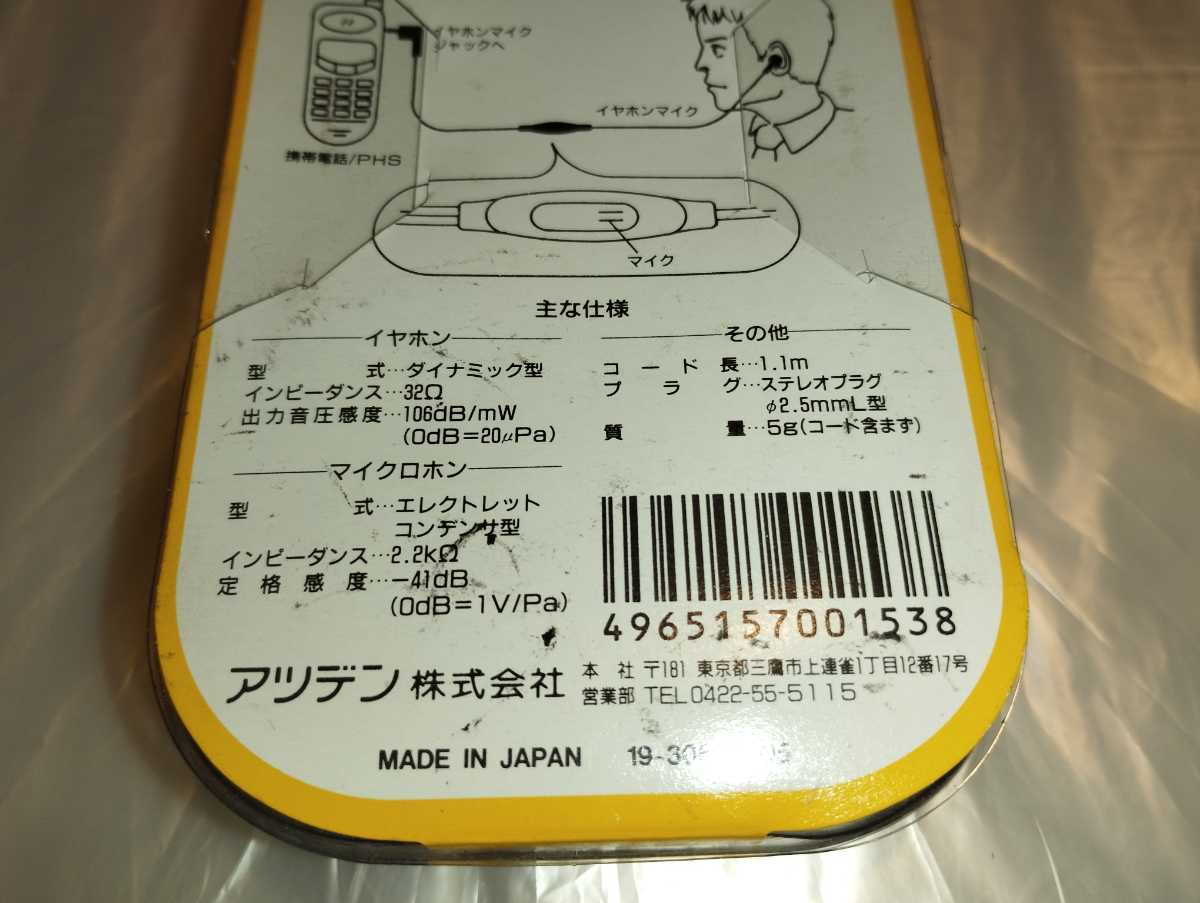 イヤホンマイク
ジャックへ
イヤホンマイク
携帯電話/PHS
マイク
主な仕様
イヤホン
型式…ダイナミック型
インピーダンス…32Ω
出力音圧感度…106dB/mW
(0dB=20μPa)
マイクロホン
型式…エレクトレット
コンデンサ型
インピーダンス…2.2kΩ
定格感度…－41dB
(0dB=1V/Pa)
その他
コード長…1.1m
プラグ…ステレオプラグ
φ2.5mmL型
質量…5g(コード含まず)
4965157001538
アツデン株式会社
本社 〒181 東京都三鷹市上連雀1丁目12番17号
営業部 TEL0422-55-5115
MADE IN JAPAN